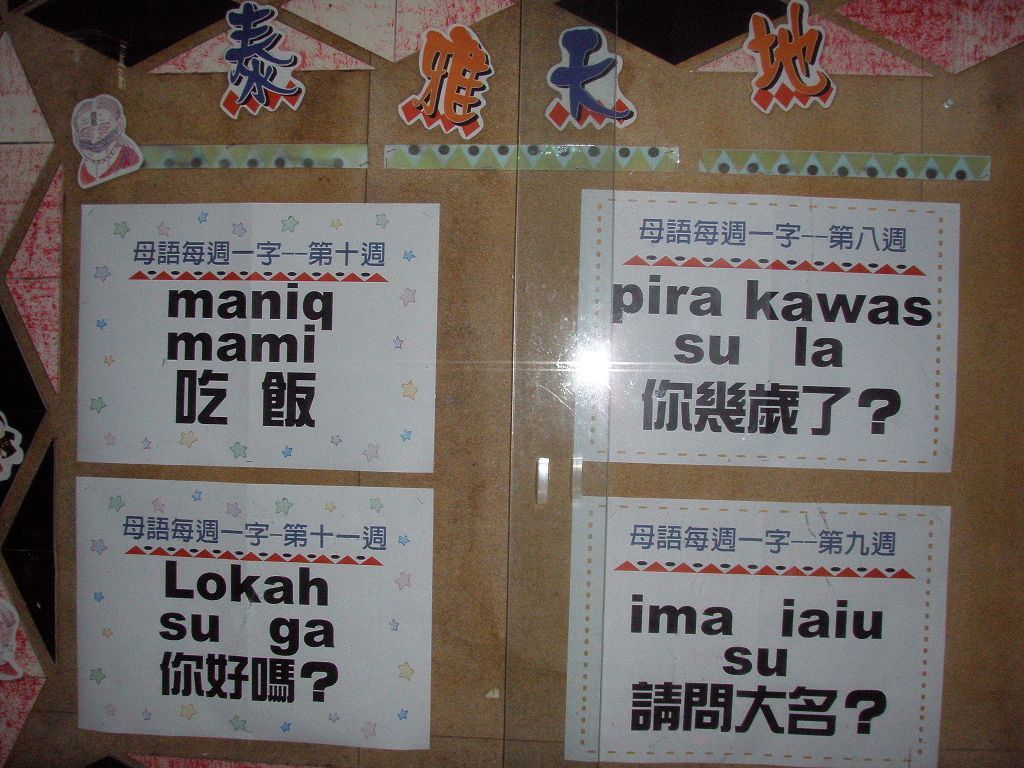 泰雅天地
母語每週一字---第十週
maniq
mami
吃 飯
母語每週一字---第八週
pira kawas
su la
你幾歲了?
母語每週一字--第十一週
Lokah
su ga
你好嗎?
母語每週一字---第九週
ima iaiu
su
請問大名?